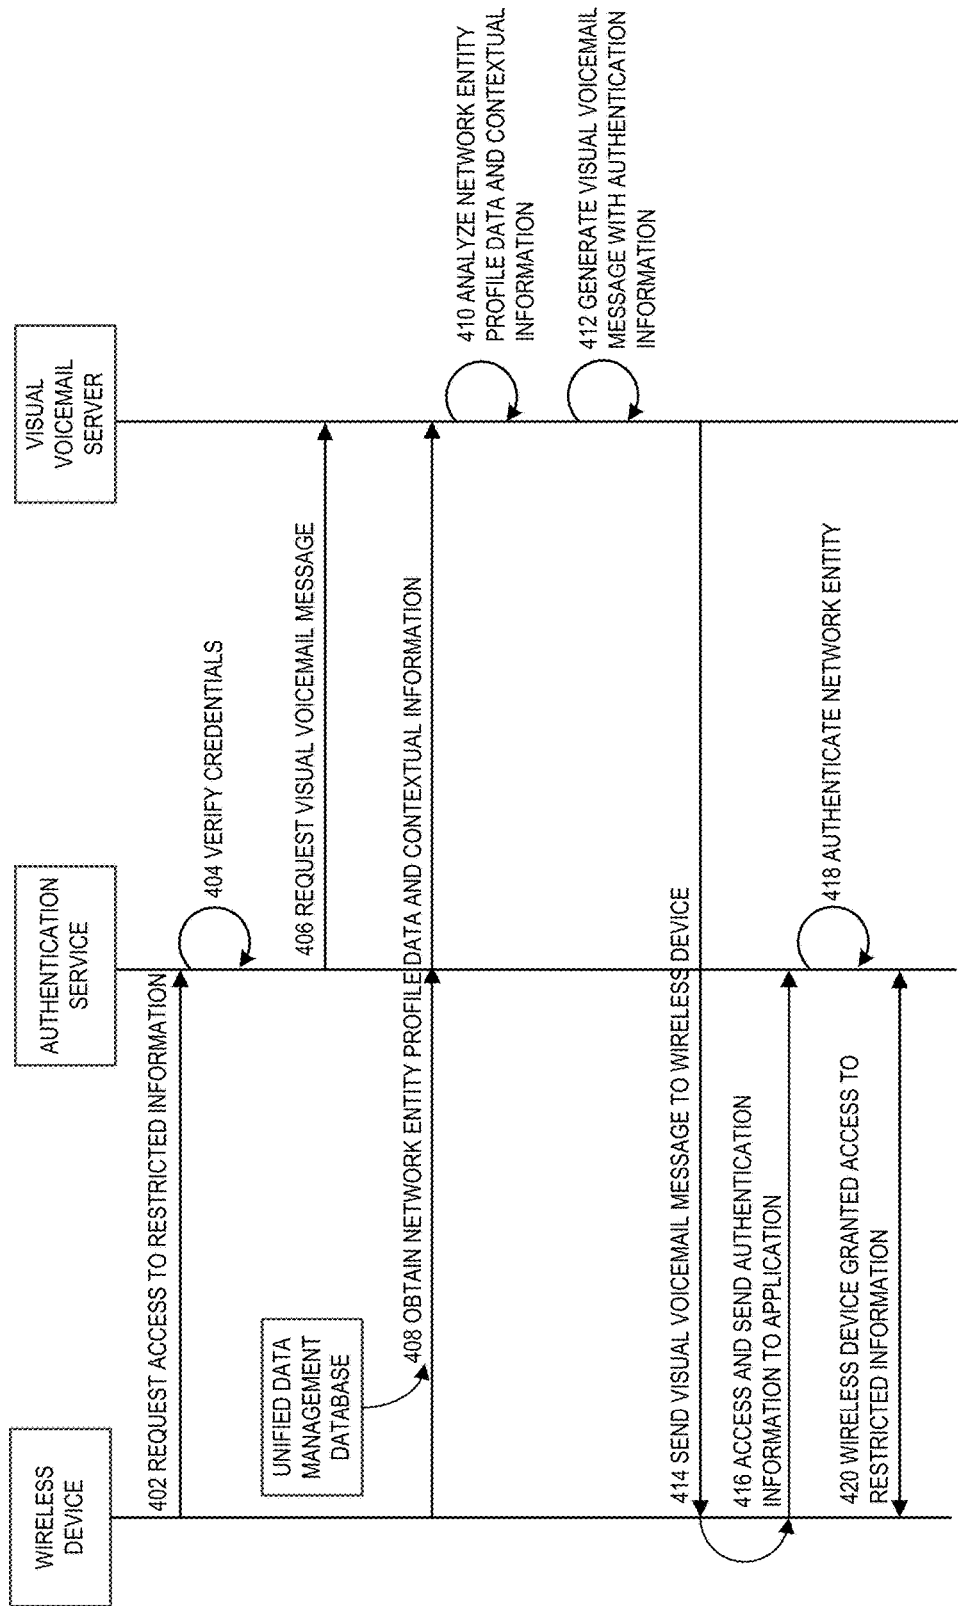 WIRELESS
DEVICE
AUTHENTICATION
SERVICE
VISUAL
VOICEMAIL
SERVER
402 REQUEST ACCESS TO RESTRICTED INFORMATION
404 VERIFY CREDENTIALS
406 REQUEST VISUAL VOICEMAIL MESSAGE
UNIFIED DATA
MANAGEMENT
DATABASE
408 OBTAIN NETWORK ENTITY PROFILE DATA AND CONTEXTUAL INFORMATION
410 ANALYZE NETWORK ENTITY
PROFILE DATA AND CONTEXTUAL
INFORMATION
412 GENERATE VISUAL VOICEMAIL
MESSAGE WITH AUTHENTICATION
INFORMATION
414 SEND VISUAL VOICEMAIL MESSAGE TO WIRELESS DEVICE
416 ACCESS AND SEND AUTHENTICATION
INFORMATION TO APPLICATION
418 AUTHENTICATE NETWORK ENTITY
420 WIRELESS DEVICE GRANTED ACCESS TO
RESTRICTED INFORMATION